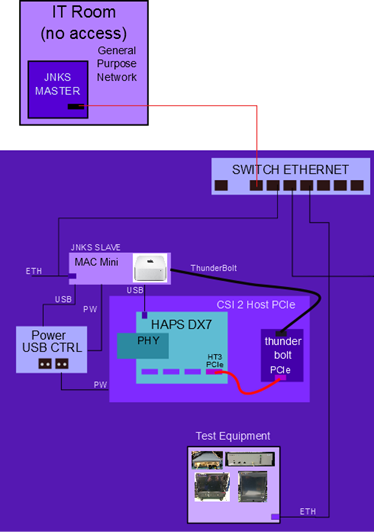 IT Room
(no access)
General
Purpose
Network
JNKS
MASTER
SWITCH ETHERNET
JNKS SLAVE
MAC Mini
ThunderBolt
ETH
USB
USB
PW
CSI 2 Host PCIe
HAPS DX7
PHY
HT3
PCIe
thunder
bolt
PCIe
Power
USB CTRL
PW
Test Equipment
ETH